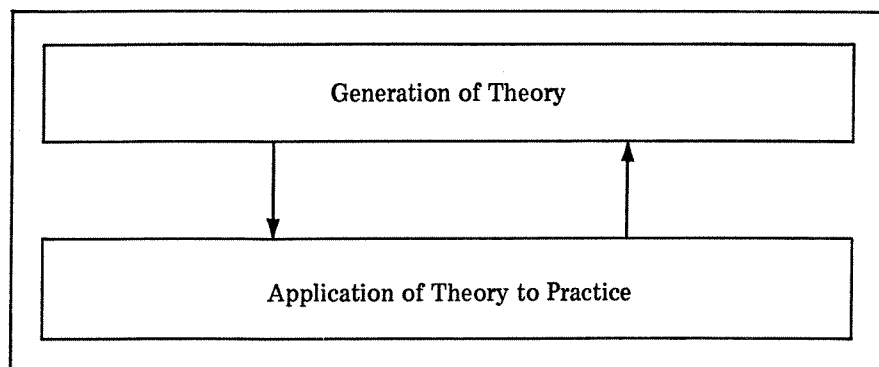 Generation of Theory
Application of Theory to Practice